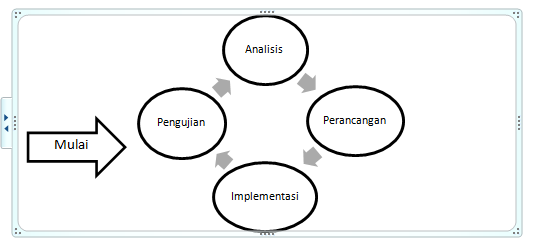 Analisis
Perancangan
Implementasi
Pengujian
Mulai